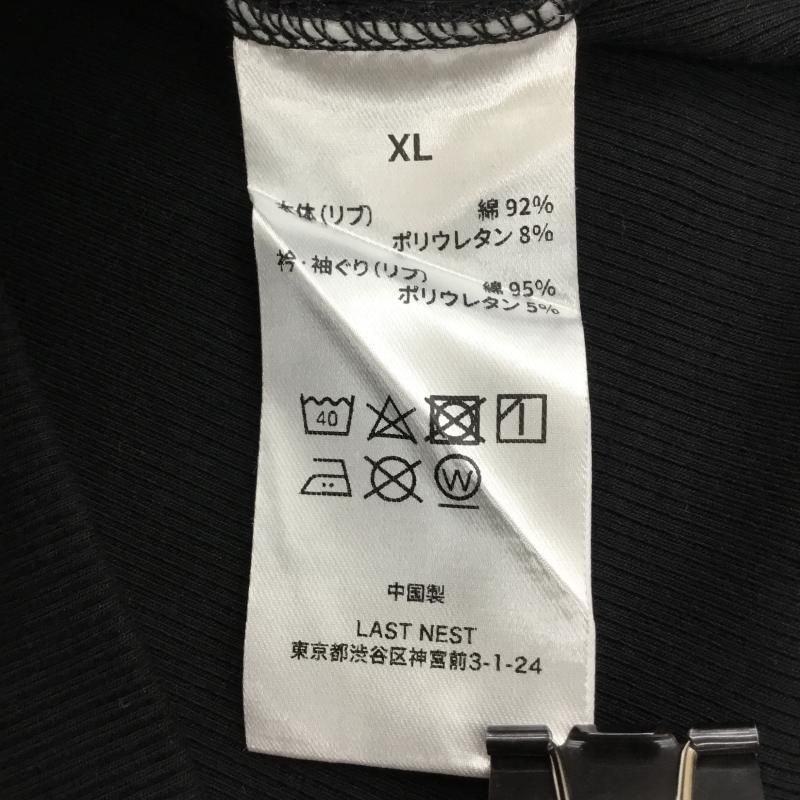 XL
本体(リブ) 綿 92%
ポリウレタン 8%
衿・袖ぐり(リブ) 綿 95%
ポリウレタン 5%
40
W
中国製
LAST NEST
東京都渋谷区神宮前3-1-24